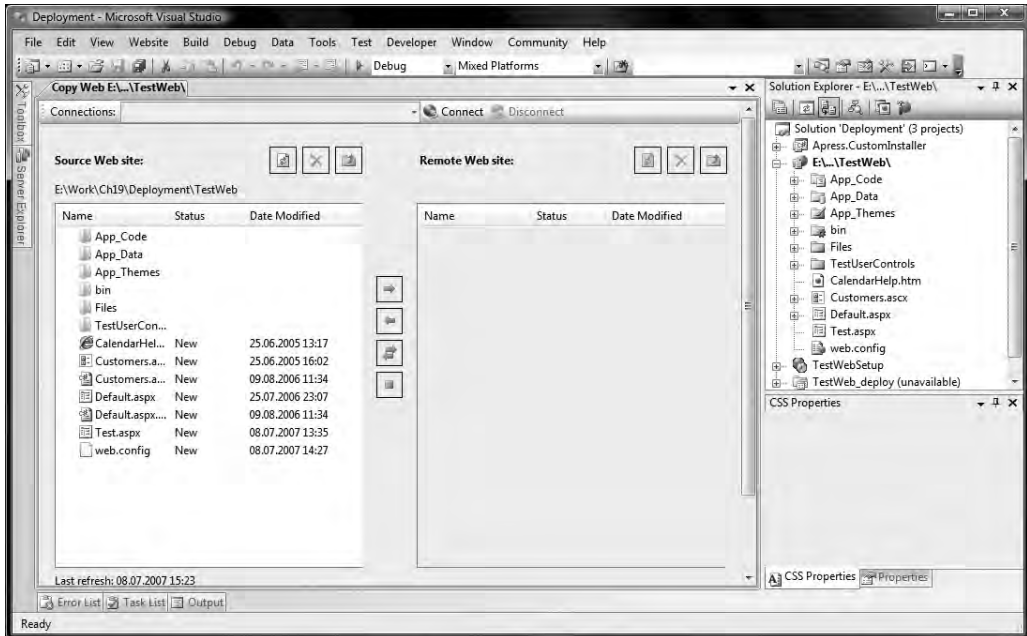 Deployment - Microsoft Visual Studio
File Edit View Website Build Debug Data Tools Test Developer Window Community Help
Debug Mixed Platforms
Copy Web E:\...\TestWeb\
Connections: Connect Disconnect
Source Web site:
E:\Work\Ch19\Deployment\TestWeb
Name Status Date Modified
App_Code
App_Data
App_Themes
bin
Files
TestUserCon...
CalendarHel... New 25.06.2005 13:17
Customers.a... New 25.06.2005 16:02
Customers.a... New 09.08.2006 11:34
Default.aspx New 25.07.2006 23:07
Default.aspx.... New 09.08.2006 11:34
Test.aspx New 08.07.2007 13:35
web.config New 08.07.2007 14:27
Last refresh: 08.07.2007 15:23
Remote Web site:
Name Status Date Modified
Toolbox
Server Explorer
Solution Explorer - E:\...\TestWeb\
Solution 'Deployment' (3 projects)
Apress.CustomInstaller
E:\...\TestWeb\
App_Code
App_Data
App_Themes
bin
Files
TestUserControls
CalendarHelp.htm
Customers.ascx
Default.aspx
Test.aspx
web.config
TestWebSetup
TestWeb_deploy (unavailable)
CSS Properties
CSS Properties Properties
Error List Task List Output
Ready